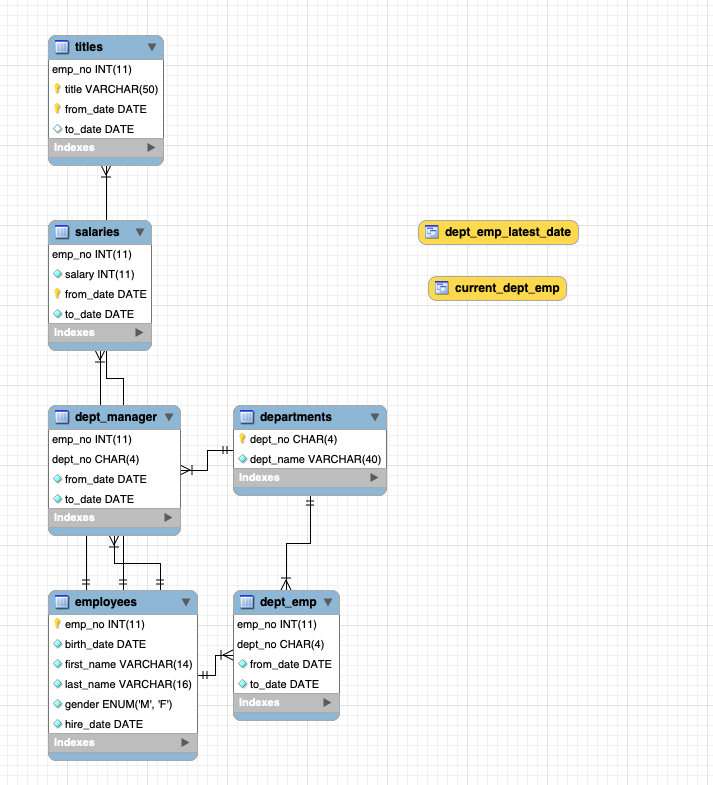 titles
emp_no INT(11)
title VARCHAR(50)
from_date DATE
to_date DATE
Indexes
salaries
emp_no INT(11)
salary INT(11)
from_date DATE
to_date DATE
Indexes
dept_emp_latest_date
current_dept_emp
dept_manager
emp_no INT(11)
dept_no CHAR(4)
from_date DATE
to_date DATE
Indexes
departments
dept_no CHAR(4)
dept_name VARCHAR(40)
Indexes
employees
emp_no INT(11)
birth_date DATE
first_name VARCHAR(14)
last_name VARCHAR(16)
gender ENUM('M', 'F')
hire_date DATE
Indexes
dept_emp
emp_no INT(11)
dept_no CHAR(4)
from_date DATE
to_date DATE
Indexes